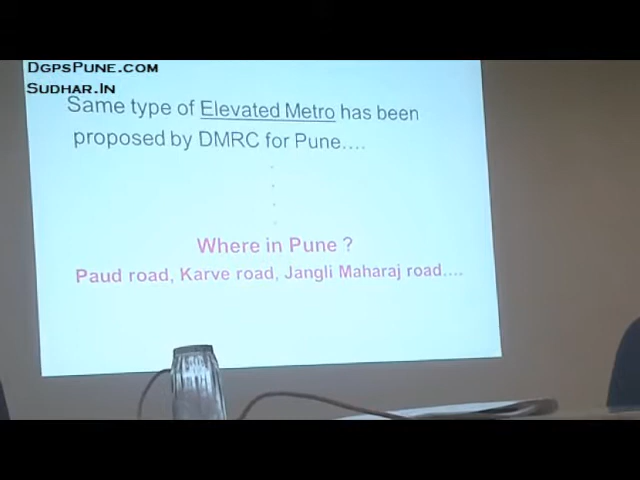 DgpsPune.com
Sudhar.In
Same type of Elevated Metro has been
proposed by DMRC for Pune....
Where in Pune ?
Paud road, Karve road, Jangli Maharaj road....